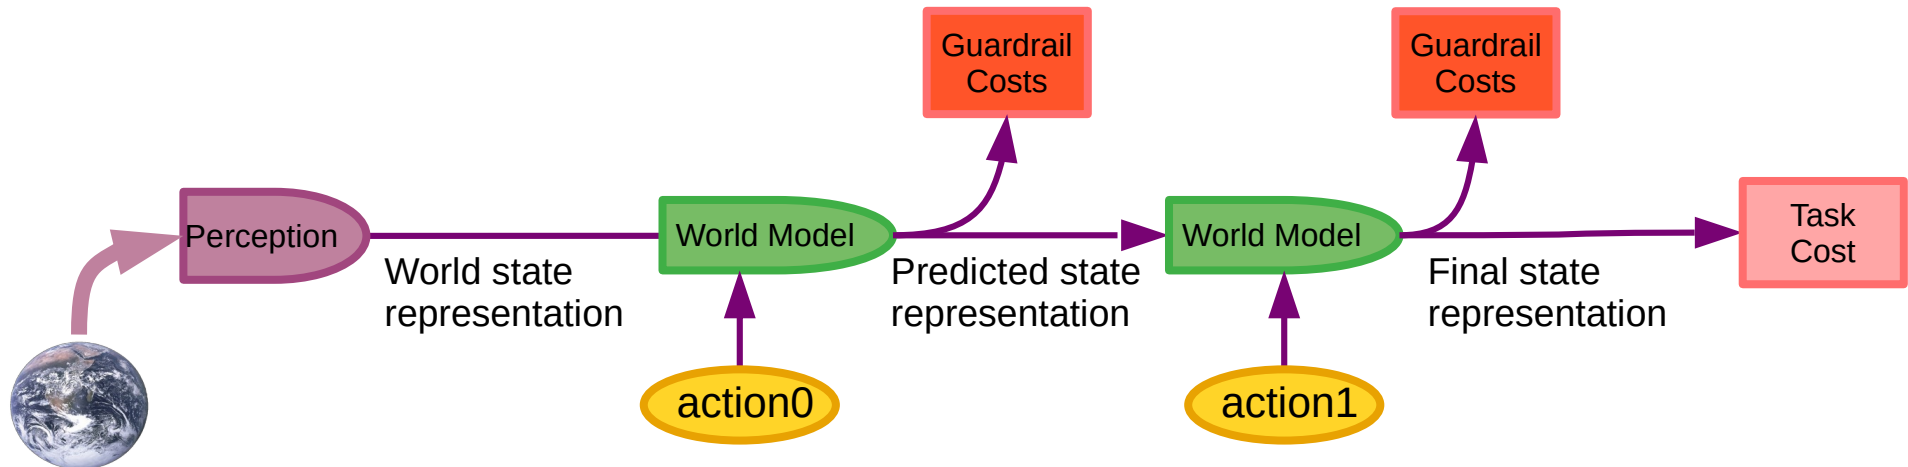 Guardrail
Costs
Guardrail
Costs
Perception
World Model
World Model
Task
Cost
World state
representation
Predicted state
representation
Final state
representation
action0
action1